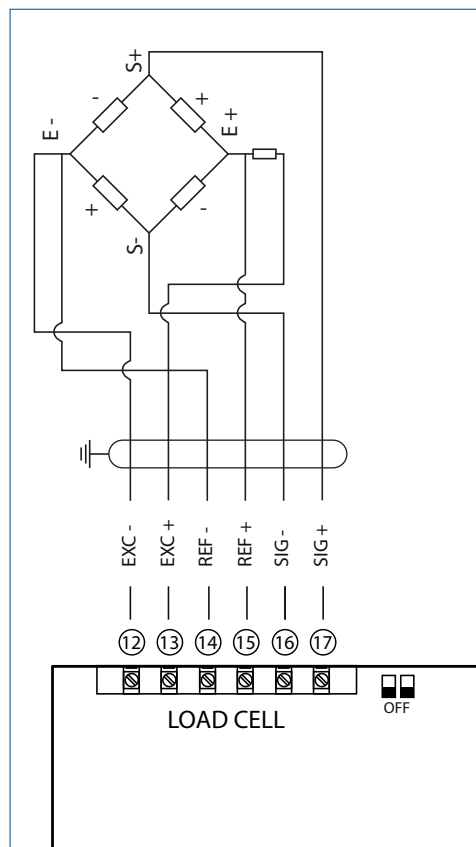 S+
-
+
E -
E +
+
-
S-
EXC -
EXC +
REF -
REF +
SIG -
SIG +
12 13 14 15 16 17
LOAD CELL
OFF